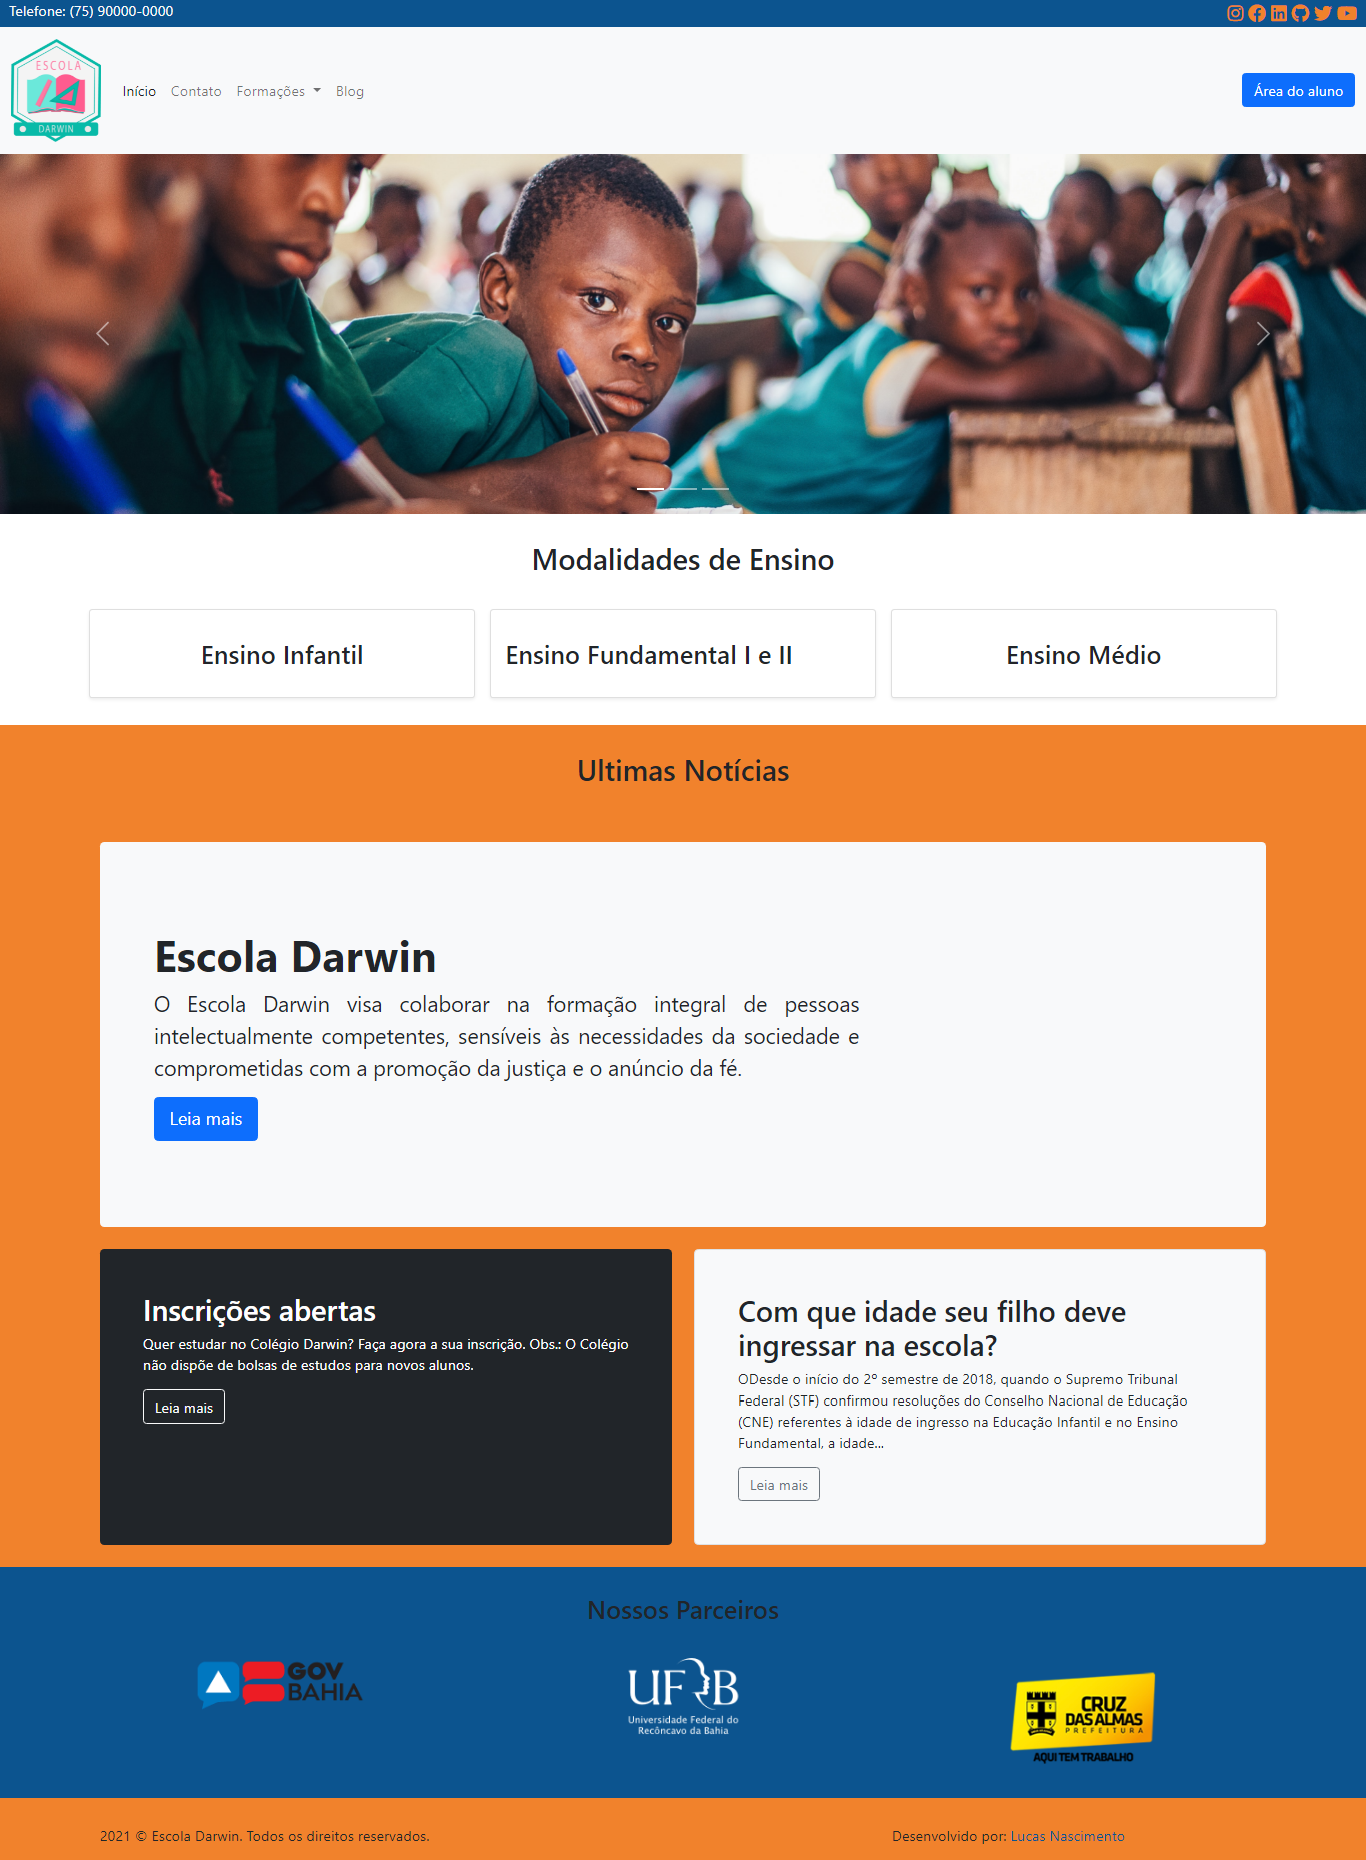 Telefone: (75) 90000-0000
ESCOLA
DARWIN
Início Contato Formações Blog
Área do aluno
Modalidades de Ensino
Ensino Infantil
Ensino Fundamental I e II
Ensino Médio
Ultimas Notícias
Escola Darwin
O Escola Darwin visa colaborar na formação integral de pessoas
intelectualmente competentes, sensíveis às necessidades da sociedade e
comprometidas com a promoção da justiça e o anúncio da fé.
Leia mais
Inscrições abertas
Quer estudar no Colégio Darwin? Faça agora a sua inscrição. Obs.: O Colégio
não dispõe de bolsas de estudos para novos alunos.
Leia mais
Com que idade seu filho deve
ingressar na escola?
ODesde o início do 2º semestre de 2018, quando o Supremo Tribunal
Federal (STF) confirmou resoluções do Conselho Nacional de Educação
(CNE) referentes à idade de ingresso na Educação Infantil e no Ensino
Fundamental, a idade...
Leia mais
Nossos Parceiros
GOV
BAHIA
UFRB
Universidade Federal do
Recôncavo da Bahia
CRUZ
DAS ALMAS
PREFEITURA
AQUI TEM TRABALHO
2021 © Escola Darwin. Todos os direitos reservados.
Desenvolvido por: Lucas Nascimento